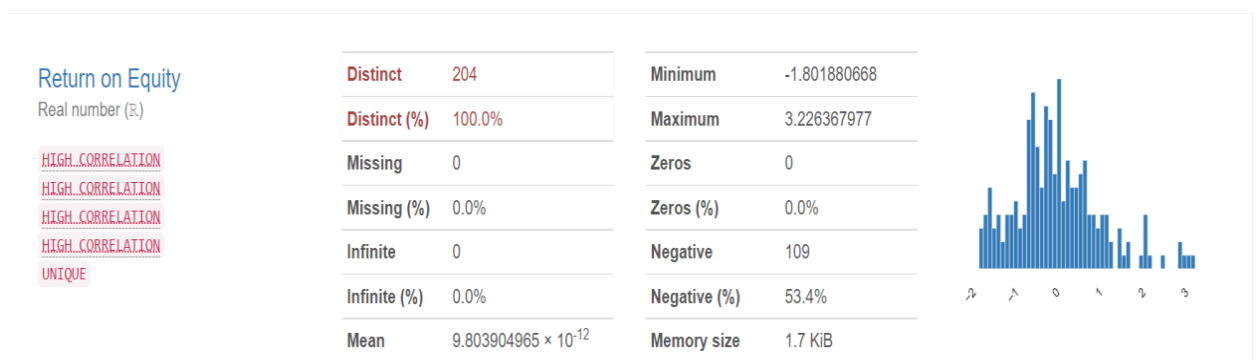 Return on Equity
Real number (ℝ)
HIGH CORRELATION
HIGH CORRELATION
HIGH CORRELATION
HIGH CORRELATION
UNIQUE
Distinct 204
Distinct (%) 100.0%
Missing 0
Missing (%) 0.0%
Infinite 0
Infinite (%) 0.0%
Mean 9.803904965 × 10⁻¹²
Minimum -1.801880668
Maximum 3.226367977
Zeros 0
Zeros (%) 0.0%
Negative 109
Negative (%) 53.4%
Memory size 1.7 KiB
-2 -1 0 1 2 3